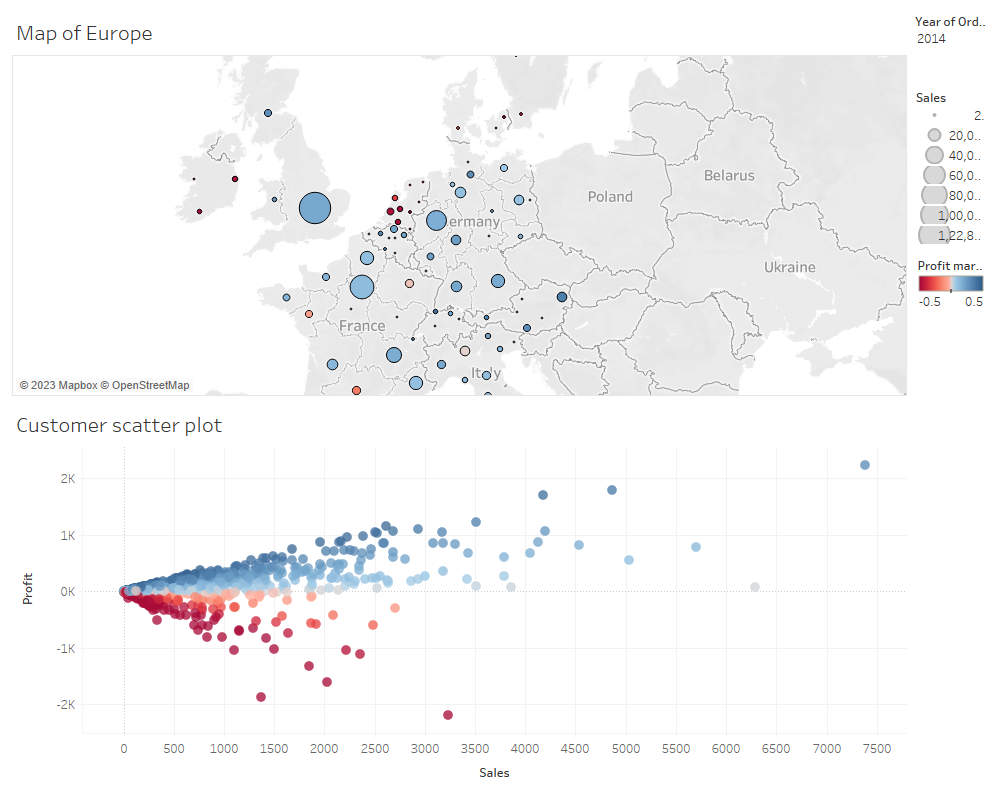 Map of Europe
Year of Ord..
2014
Sales
2.
20,0..
40,0..
60,0..
80,0..
1,00,0..
1,22,8..
Profit mar..
-0.5 0.5
Belarus
Poland
ermany
Ukraine
France
Italy
© 2023 Mapbox © OpenStreetMap
Customer scatter plot
Profit
2K
1K
0K
-1K
-2K
0 500 1000 1500 2000 2500 3000 3500 4000 4500 5000 5500 6000 6500 7000 7500
Sales